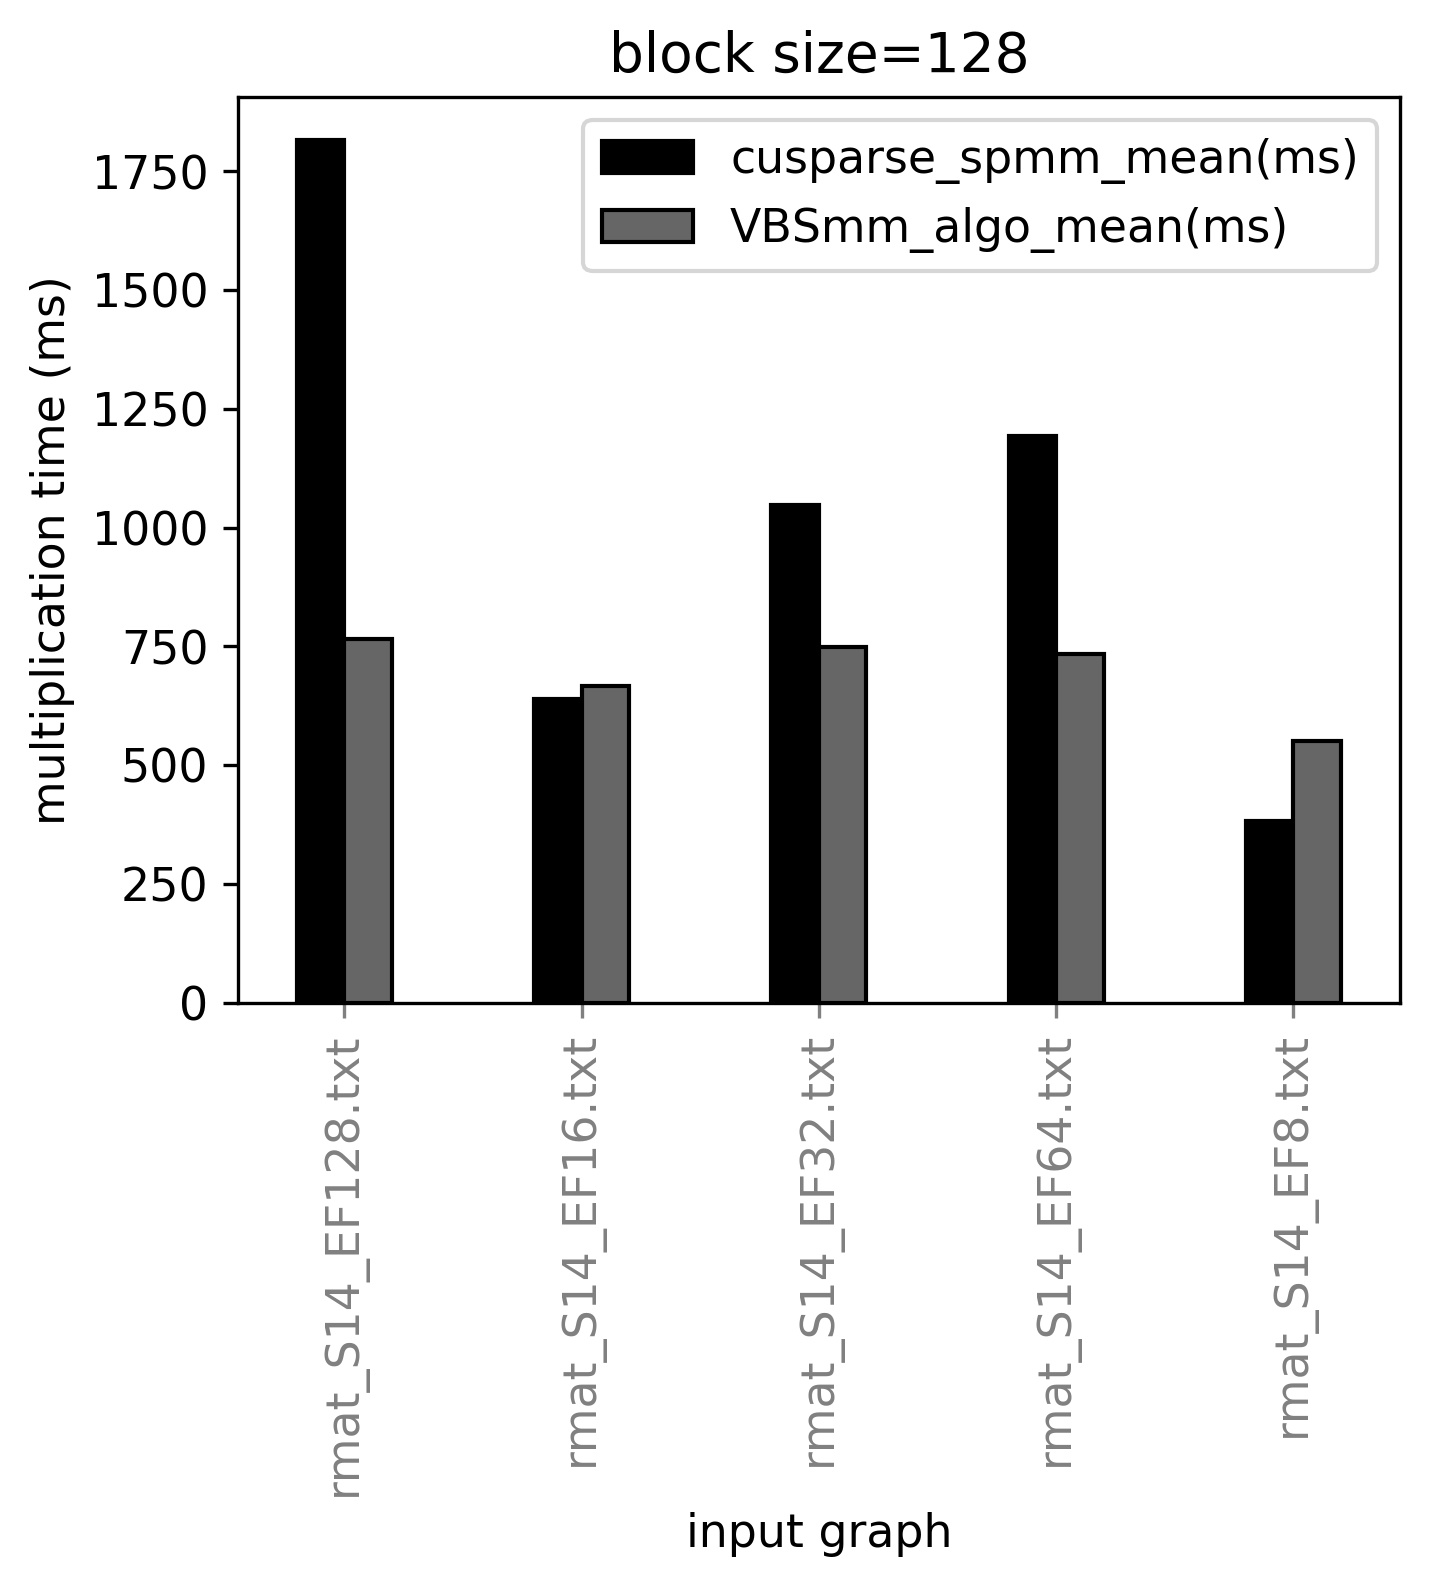 block size=128
cusparse_spmm_mean(ms)
VBSmm_algo_mean(ms)
multiplication time (ms)
1750
1500
1250
1000
750
500
250
0
rmat_S14_EF128.txt
rmat_S14_EF16.txt
rmat_S14_EF32.txt
rmat_S14_EF64.txt
rmat_S14_EF8.txt
input graph